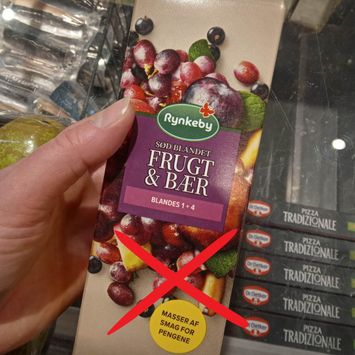 Rynkeby
SØD BLANDET
FRUGT
& BÆR
BLANDES 1+4
MASSER AF
SMAG FOR
PENGENE
Dr. Oetker
PIZZA
TRADIZIONALE
Dr. Oetker
PIZZA
TRADIZIONALE
Dr. Oetker
PIZZA
TRADIZIONALE
Dr. Oetker
PIZZA
TRADIZIONALE
Dr. Oetker
PIZZA
TRADIZIONALE